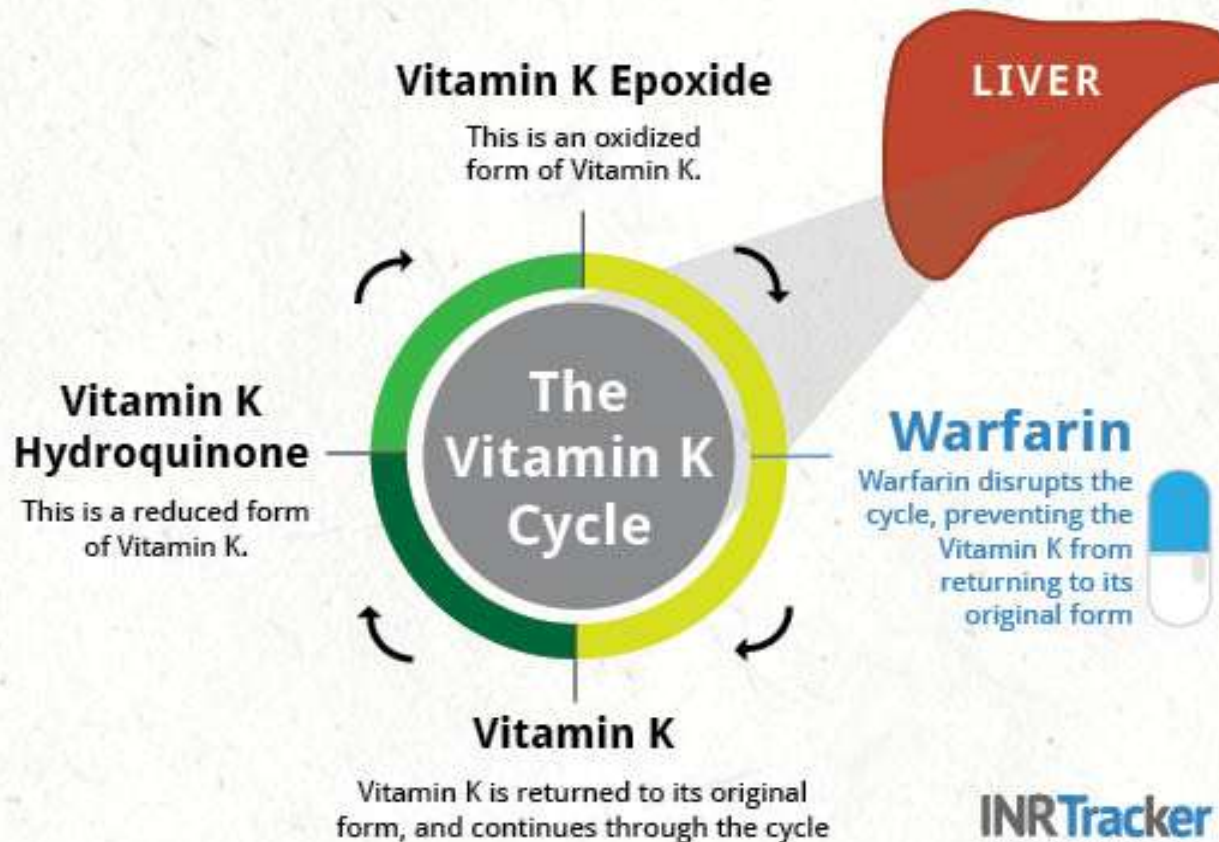 Vitamin K Epoxide
This is an oxidized
form of Vitamin K.
LIVER
The
Vitamin K
Cycle
Vitamin K
Hydroquinone
This is a reduced form
of Vitamin K.
Warfarin
Warfarin disrupts the
cycle, preventing the
Vitamin K from
returning to its
original form
Vitamin K
Vitamin K is returned to its original
form, and continues through the cycle
INRTracker